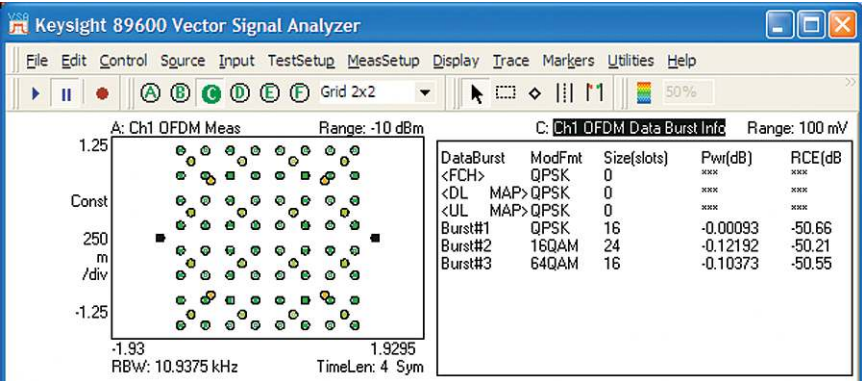 VSA Keysight 89600 Vector Signal Analyzer
File Edit Control Source Input TestSetup MeasSetup Display Trace Markers Utilities Help
A B C D E F Grid 2x2 50%
A: Ch1 OFDM Meas Range: -10 dBm
1.25
Const
250
m
/div
-1.25
-1.93 1.9295
RBW: 10.9375 kHz TimeLen: 4 Sym
C: Ch1 OFDM Data Burst Info Range: 100 mV
DataBurst ModFmt Size(slots) Pwr(dB) RCE(dB
<FCH> QPSK 0 *** ***
<DL MAP> QPSK 0 *** ***
<UL MAP> QPSK 0 *** ***
Burst#1 QPSK 16 -0.00093 -50.66
Burst#2 16QAM 24 -0.12192 -50.21
Burst#3 64QAM 16 -0.10373 -50.55